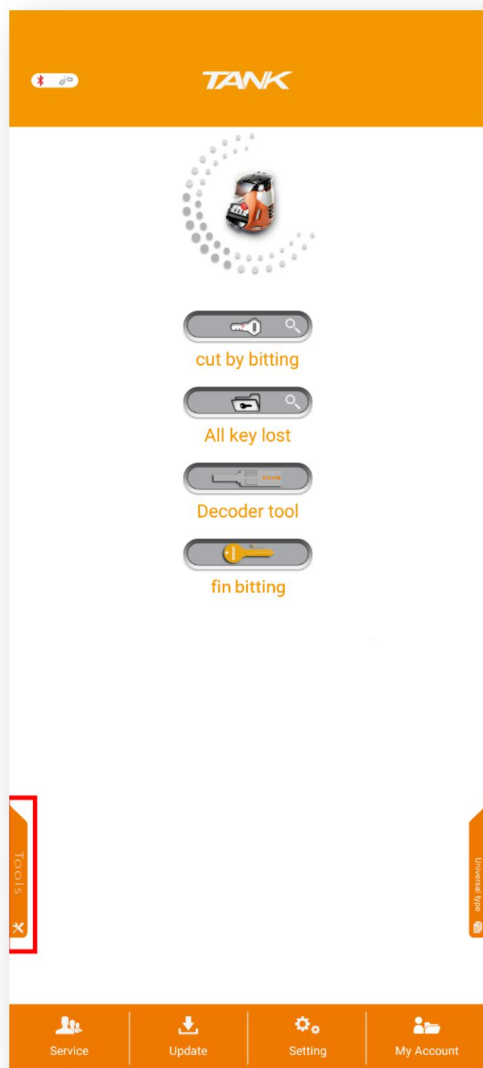 TANK
cut by bitting
All key lost
Decoder tool
fin bitting
Tools
Universal type
Service
Update
Setting
My Account